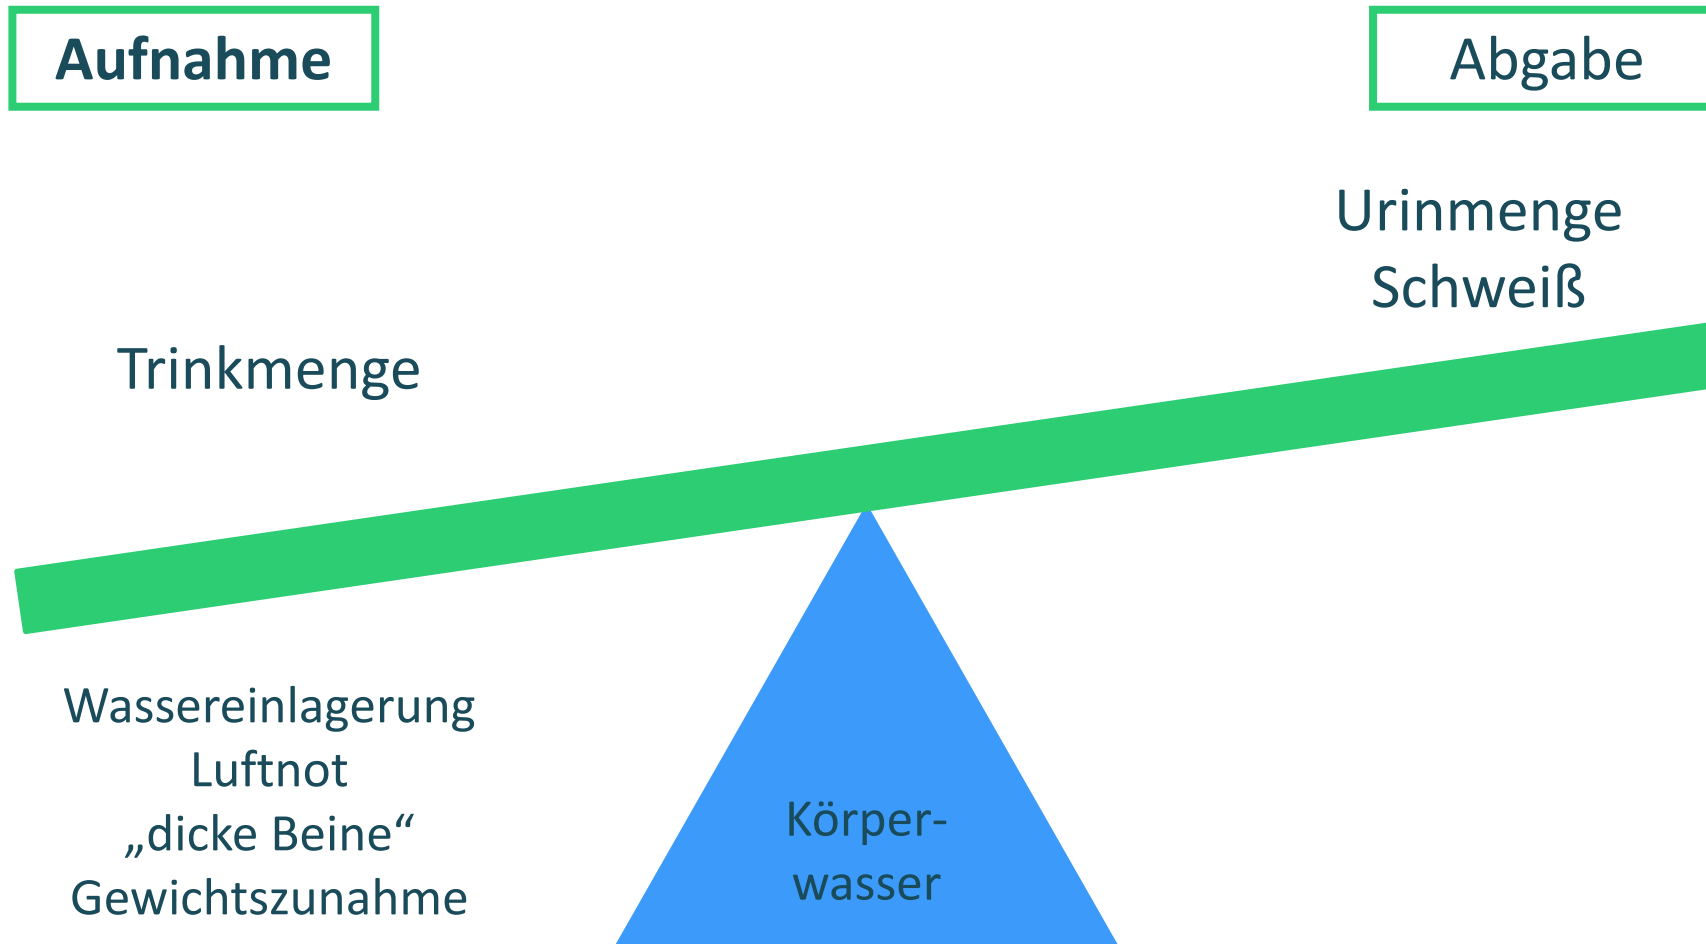 Aufnahme
Abgabe
Urinmenge
Schweiß
Trinkmenge
Wassereinlagerung
Luftnot
„dicke Beine“
Gewichtszunahme
Körper-
wasser